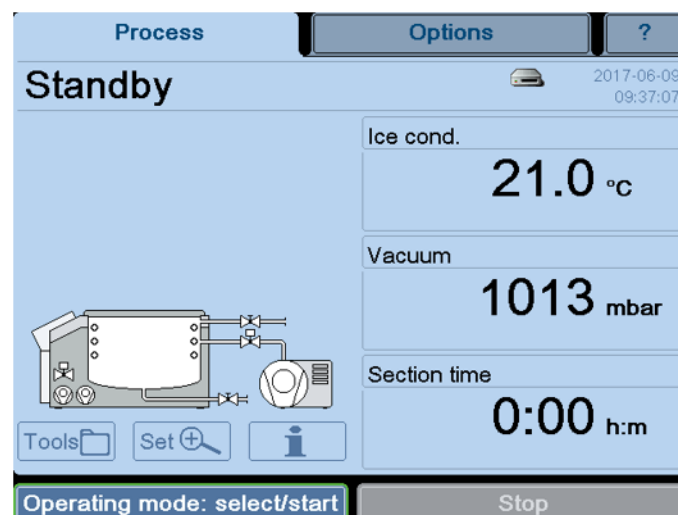 Process
Options
?
Standby
2017-06-09
09:37:07
Ice cond.
21.0 °C
Vacuum
1013 mbar
Section time
0:00 h:m
Tools
Set
i
Operating mode: select/start
Stop